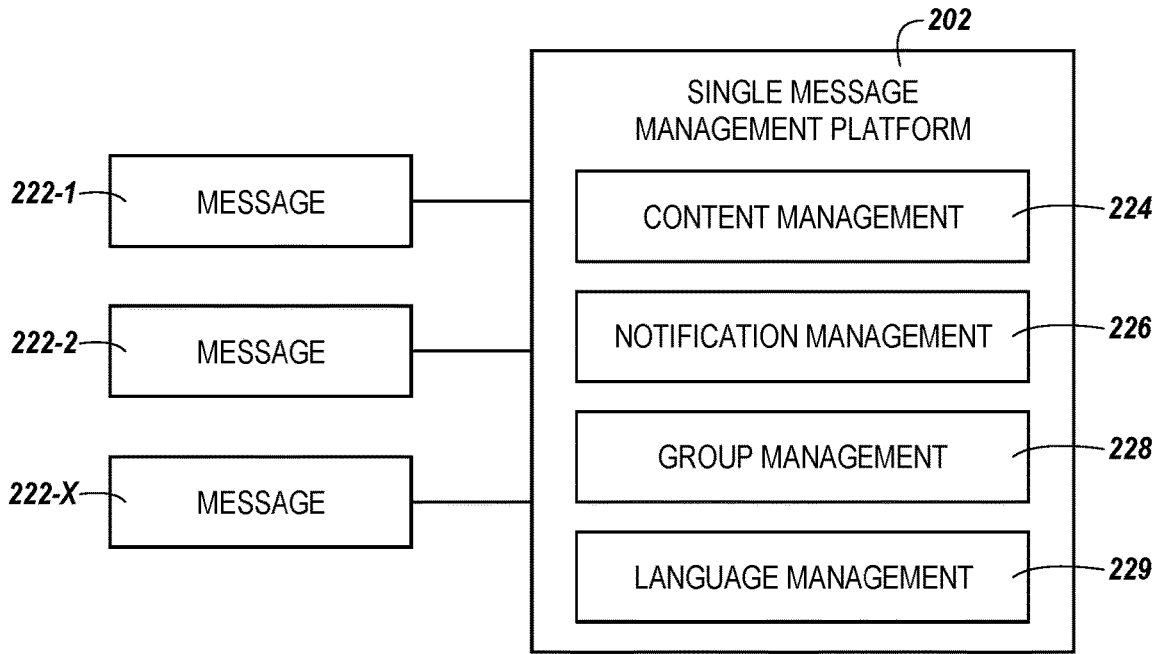 202
SINGLE MESSAGE
MANAGEMENT PLATFORM
222-1
MESSAGE
CONTENT MANAGEMENT
224
222-2
MESSAGE
NOTIFICATION MANAGEMENT
226
GROUP MANAGEMENT
228
222-X
MESSAGE
LANGUAGE MANAGEMENT
229